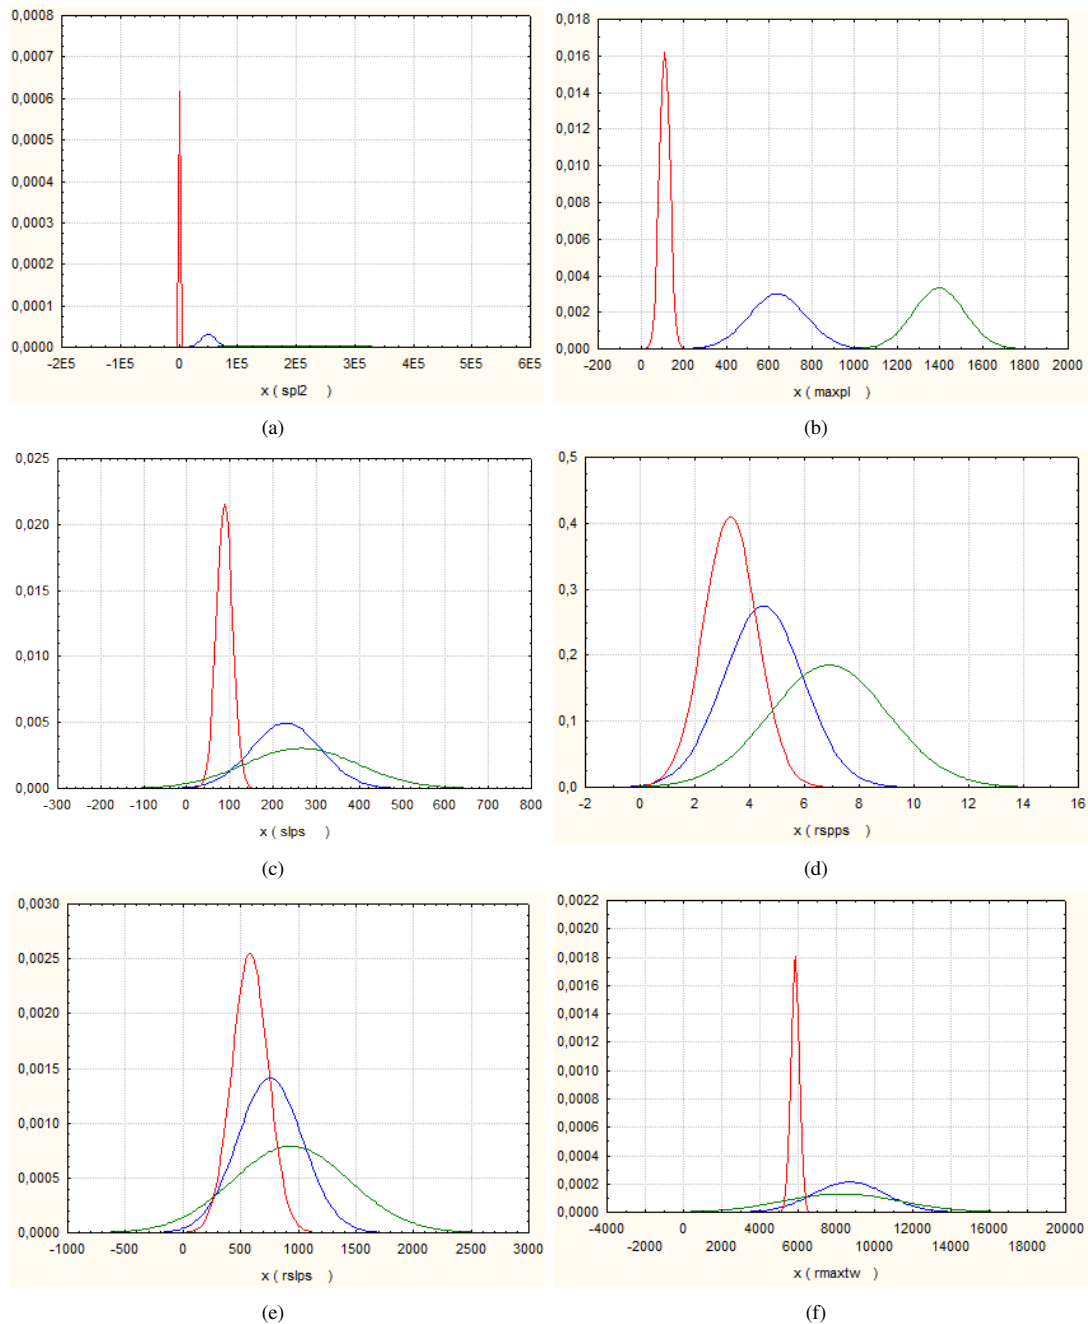 0,0008
0,0007
0,0006
0,0005
0,0004
0,0003
0,0002
0,0001
0,0000
-2E5 -1E5 0 1E5 2E5 3E5 4E5 5E5 6E5
x ( spl2 )
(a)
0,018
0,016
0,014
0,012
0,010
0,008
0,006
0,004
0,002
0,000
-200 0 200 400 600 800 1000 1200 1400 1600 1800 2000
x ( maxpl )
(b)
0,025
0,020
0,015
0,010
0,005
0,000
-300 -200 -100 0 100 200 300 400 500 600 700 800
x ( slps )
(c)
0,5
0,4
0,3
0,2
0,1
0,0
-2 0 2 4 6 8 10 12 14 16
x ( rspps )
(d)
0,0030
0,0025
0,0020
0,0015
0,0010
0,0005
0,0000
-1000 -500 0 500 1000 1500 2000 2500 3000
x ( rslps )
(e)
0,0022
0,0020
0,0018
0,0016
0,0014
0,0012
0,0010
0,0008
0,0006
0,0004
0,0002
0,0000
-4000 0 4000 8000 12000 16000 20000
-2000 2000 6000 10000 14000 18000
x ( rmaxtw )
(f)